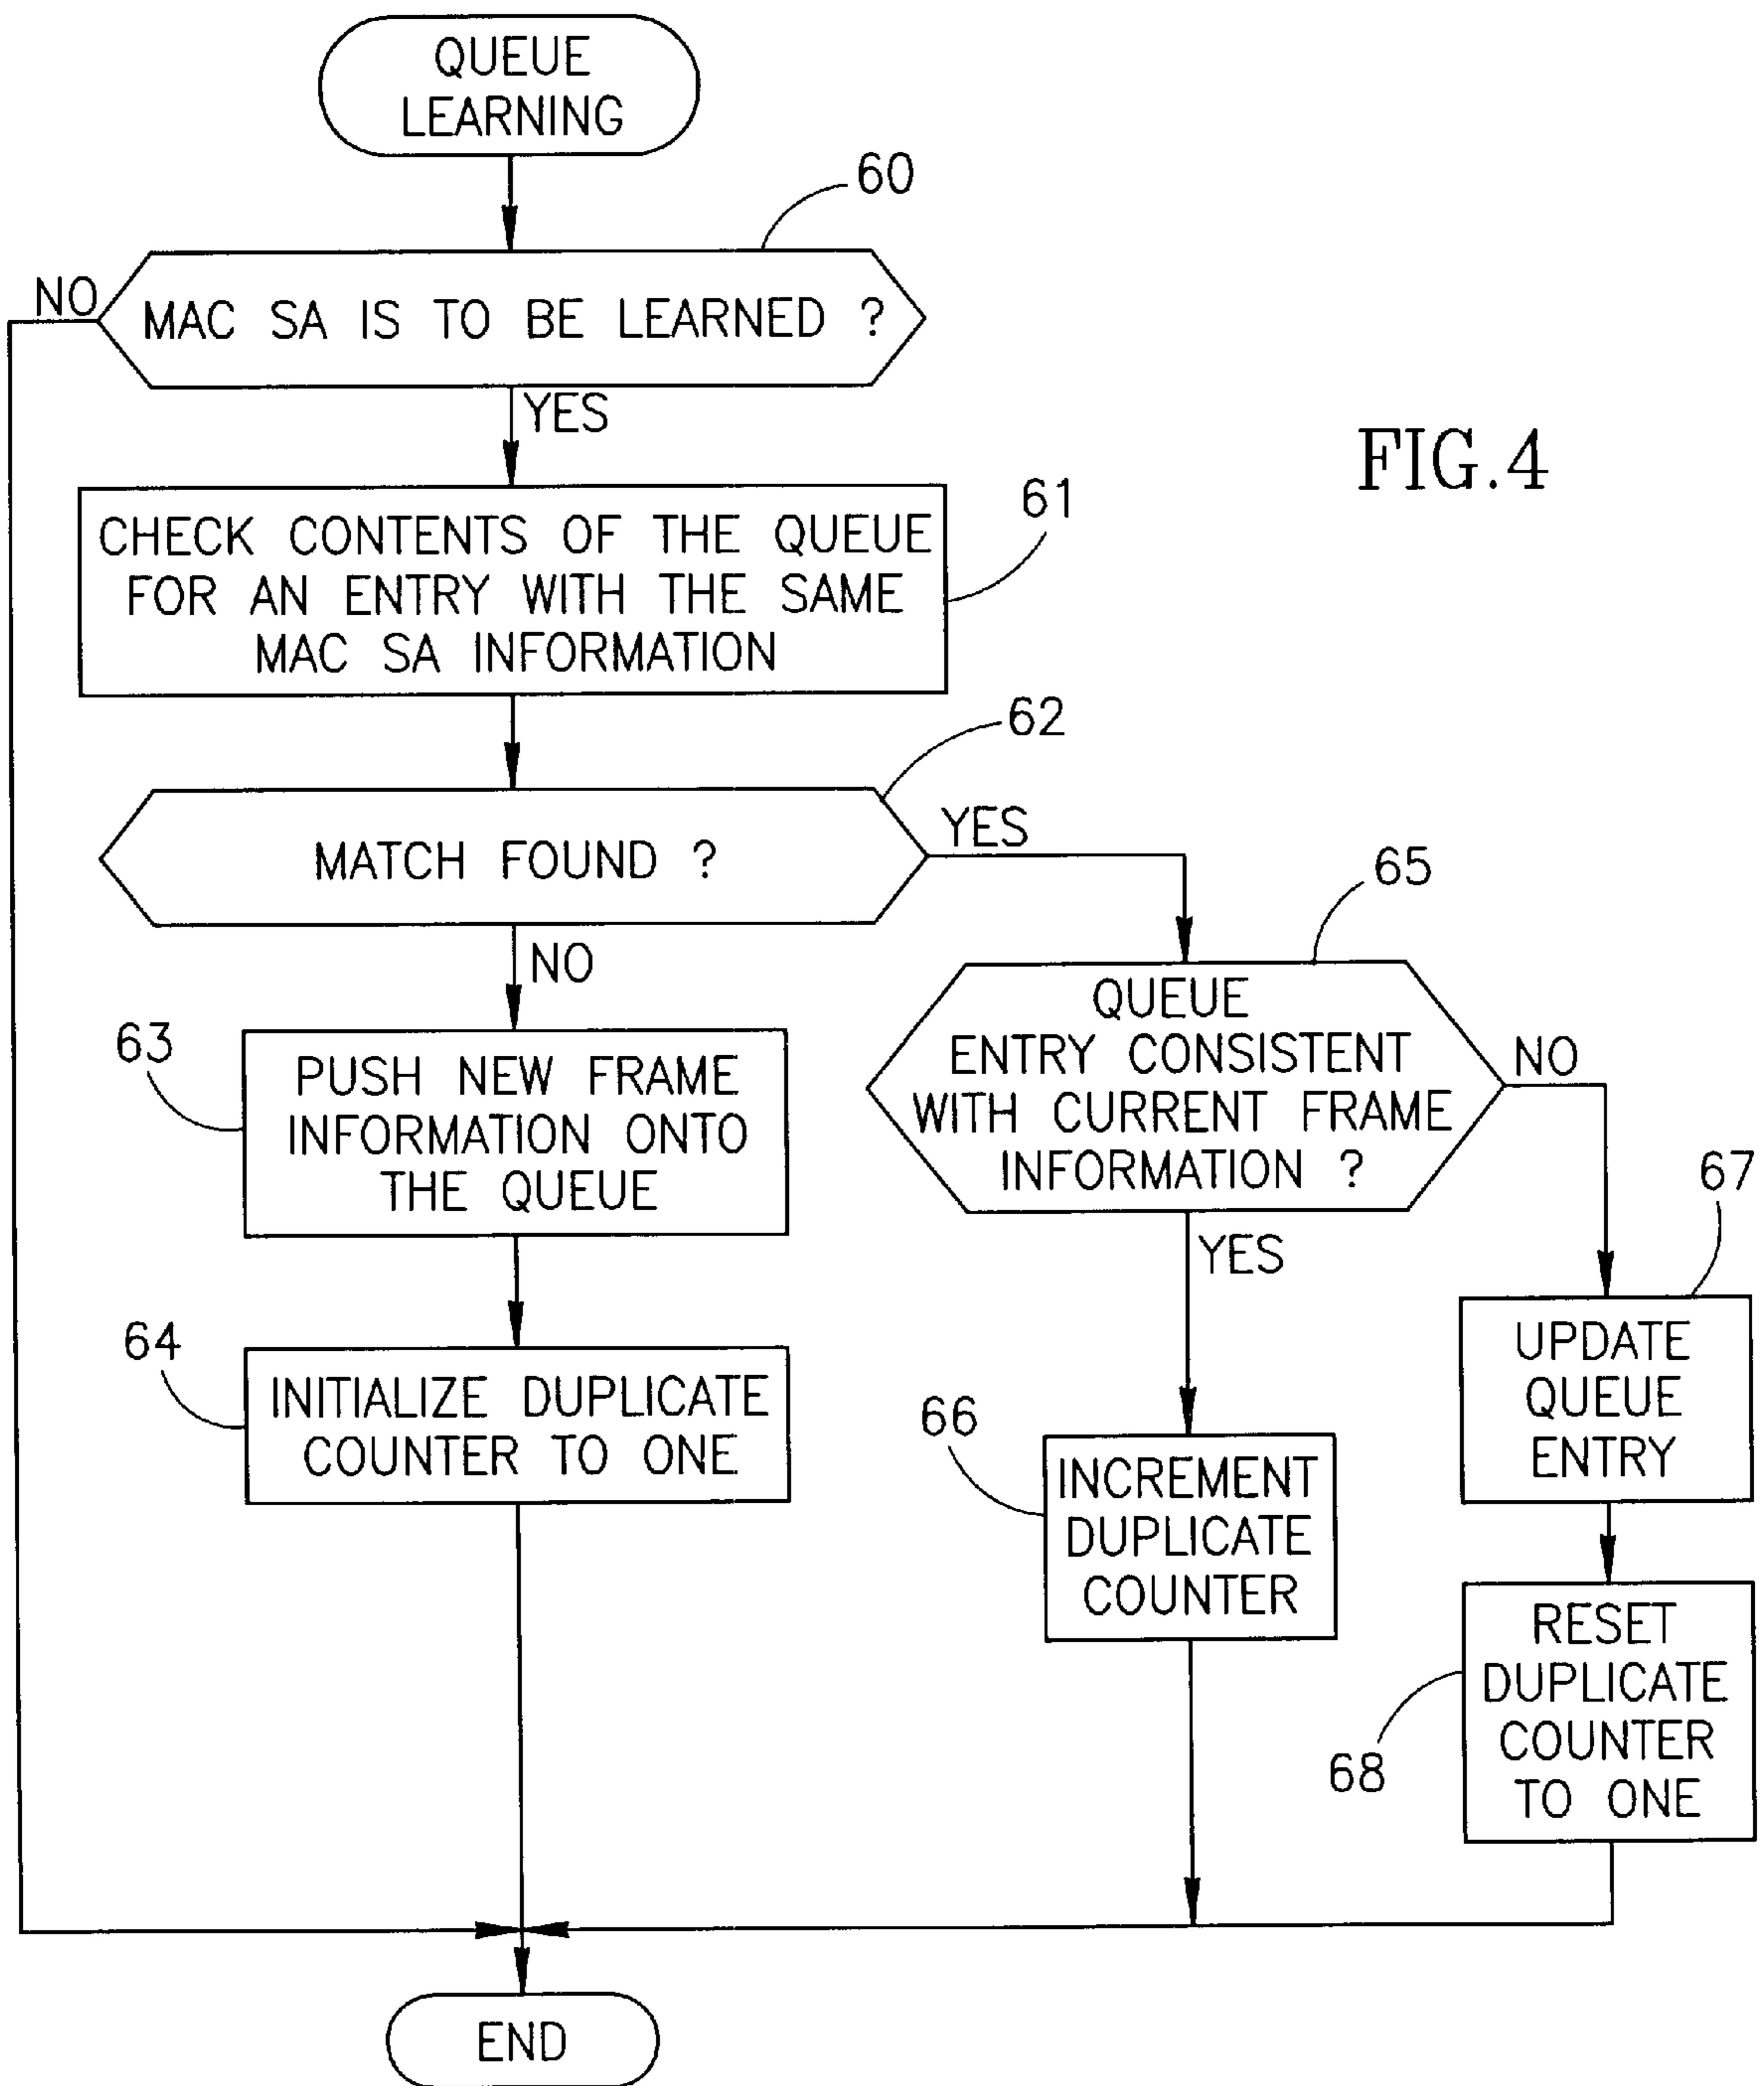 QUEUE
LEARNING
60
NO
MAC SA IS TO BE LEARNED ?
YES
FIG.4
61
CHECK CONTENTS OF THE QUEUE
FOR AN ENTRY WITH THE SAME
MAC SA INFORMATION
62
MATCH FOUND ?
YES
NO
65
QUEUE
ENTRY CONSISTENT
WITH CURRENT FRAME
INFORMATION ?
NO
YES
63
PUSH NEW FRAME
INFORMATION ONTO
THE QUEUE
64
INITIALIZE DUPLICATE
COUNTER TO ONE
66
INCREMENT
DUPLICATE
COUNTER
67
UPDATE
QUEUE
ENTRY
68
RESET
DUPLICATE
COUNTER
TO ONE
END